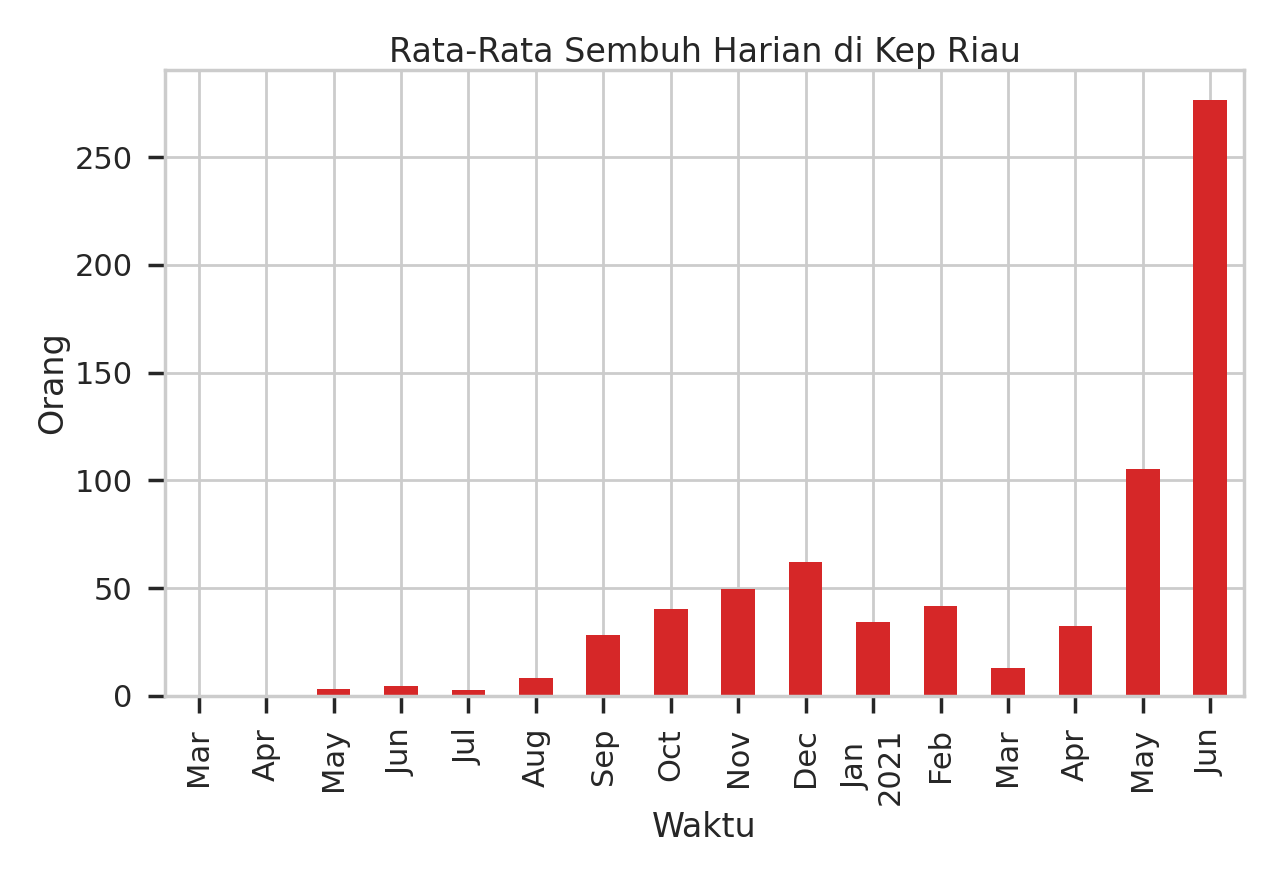 Rata-Rata Sembuh Harian di Kep Riau
Orang
250
200
150
100
50
0
Mar
Apr
May
Jun
Jul
Aug
Sep
Oct
Nov
Dec
Jan
2021
Feb
Mar
Apr
May
Jun
Waktu